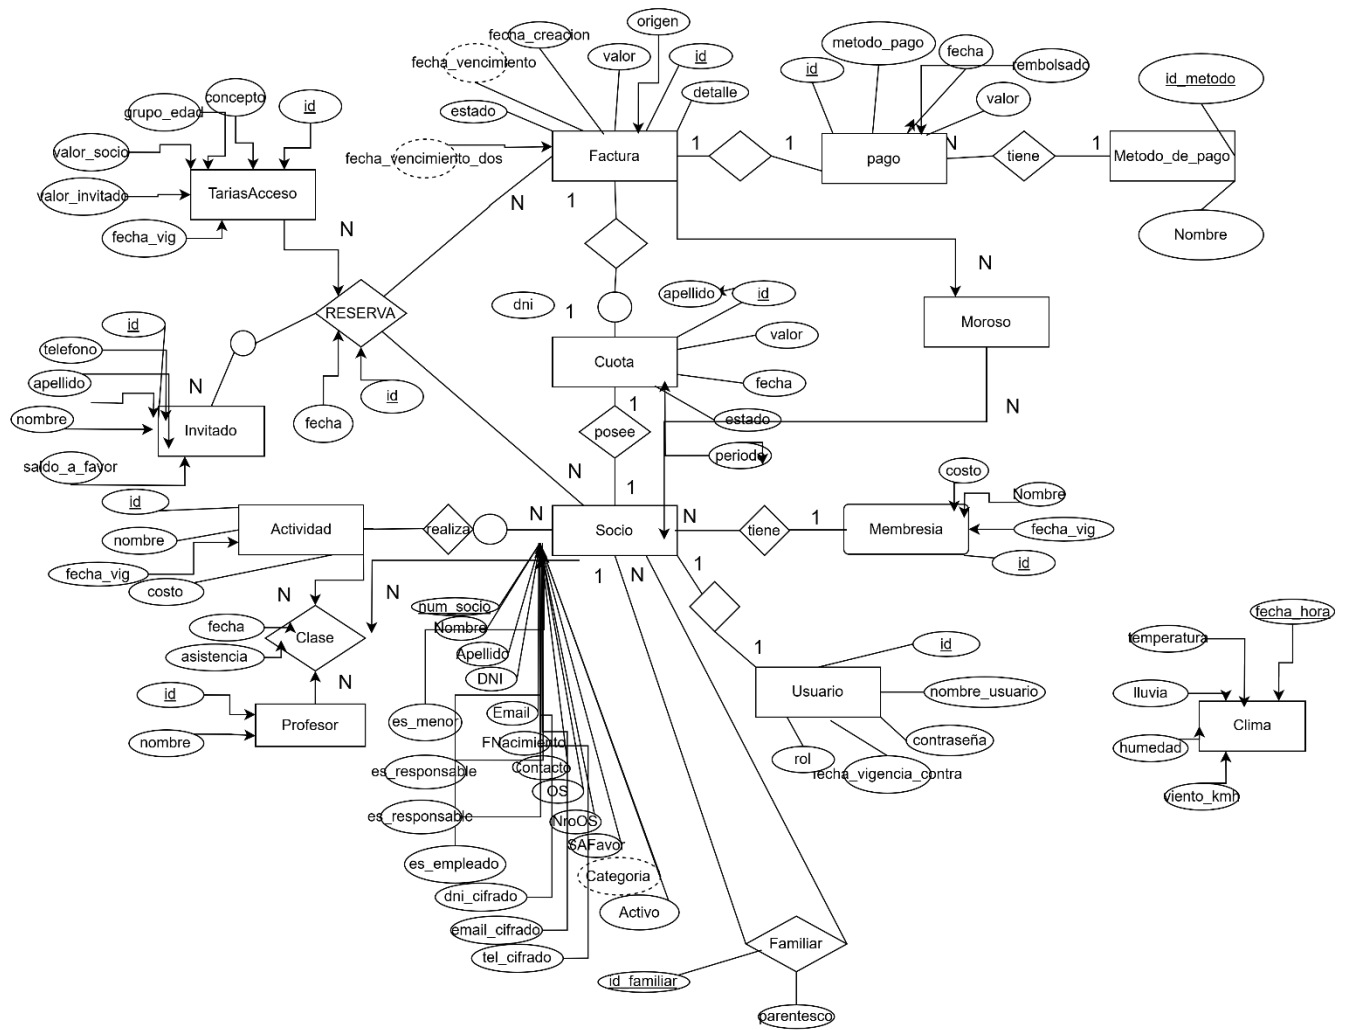 origen
fecha_creacion
metodo_pago
fecha_vencimiento
valor
id
fecha
rembolsado
id
id_metodo
concepto
id
grupo_edad
estado
detalle
valor
valor_socio
fecha_vencimiento_dos
Factura
1
1
pago
N
tiene
1
Metodo_de_pago
TariasAcceso
valor_invitado
N
1
Nombre
fecha_vig
N
N
dni
1
apellido
id
RESERVA
Moroso
id
telefono
valor
Cuota
apellido
N
id
fecha
nombre
fecha
1
N
estado
Invitado
posee
periodo
saldo_a_favor
N
1
costo
Nombre
id
Actividad
realiza
N
Socio
N
tiene
1
Membresia
fecha_vig
nombre
fecha_vig
costo
1
N
1
id
N
N
num_socio
fecha
Clase
Nombre
fecha_hora
asistencia
Apellido
temperatura
id
DNI
1
id
N
Usuario
nombre_usuario
lluvia
Profesor
es_menor
Email
Clima
nombre
FNacimiento
contraseña
humedad
es_responsable
Contacto
rol
fecha_vigencia_contra
OS
viento_kmh
es_responsable
NroOS
SAFavor
es_empleado
Categoria
dni_cifrado
Activo
email_cifrado
Familiar
tel_cifrado
id_familiar
parentesco